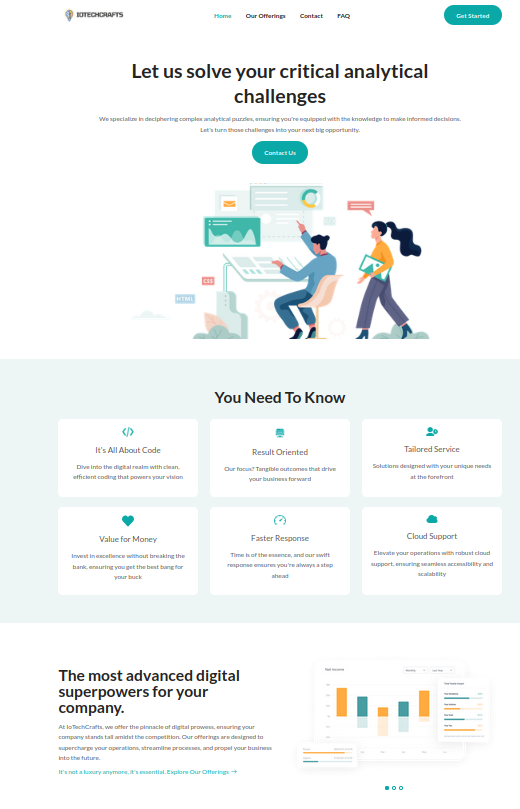 IOTECHCRAFTS
Home Our Offerings Contact FAQ
Get Started
Let us solve your critical analytical
challenges
We specialize in deciphering complex analytical puzzles, ensuring you're equipped with the knowledge to make informed decisions.
Let's turn those challenges into your next big opportunity.
Contact Us
CSS
HTML
You Need To Know
It's All About Code
Dive into the digital realm with clean,
efficient coding that powers your vision
Result Oriented
Our focus? Tangible outcomes that drive
your business forward
Tailored Service
Solutions designed with your unique needs
at the forefront
Value for Money
Invest in excellence without breaking the
bank, ensuring you get the best bang for
your buck
Faster Response
Time is of the essence, and our swift
response ensures you're always a step
ahead
Cloud Support
Elevate your operations with robust cloud
support, ensuring seamless accessibility and
scalability
The most advanced digital
superpowers for your
company.
At IoTechCrafts, we offer the pinnacle of digital prowess, ensuring your
company stands tall amidst the competition. Our offerings are designed to
supercharge your operations, streamline processes, and propel your business
into the future.
It's not a luxury anymore, it's essential. Explore Our Offerings →